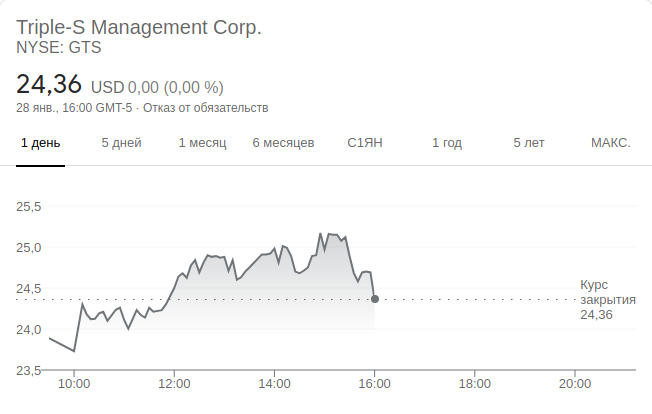 Triple-S Management Corp.
NYSE: GTS
24,36 USD 0,00 (0,00 %)
28 янв., 16:00 GMT-5 · Отказ от обязательств
1 день 5 дней 1 месяц 6 месяцев С1ЯН 1 год 5 лет МАКС.
25,5
25,0
24,5
24,0
23,5
Курс
закрытия
24,36
10:00 12:00 14:00 16:00 18:00 20:00